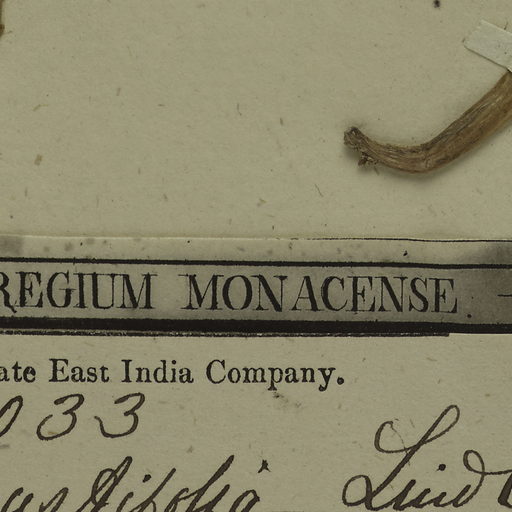 REGIUM MONACENSE
ate East India Company.
033
Lind